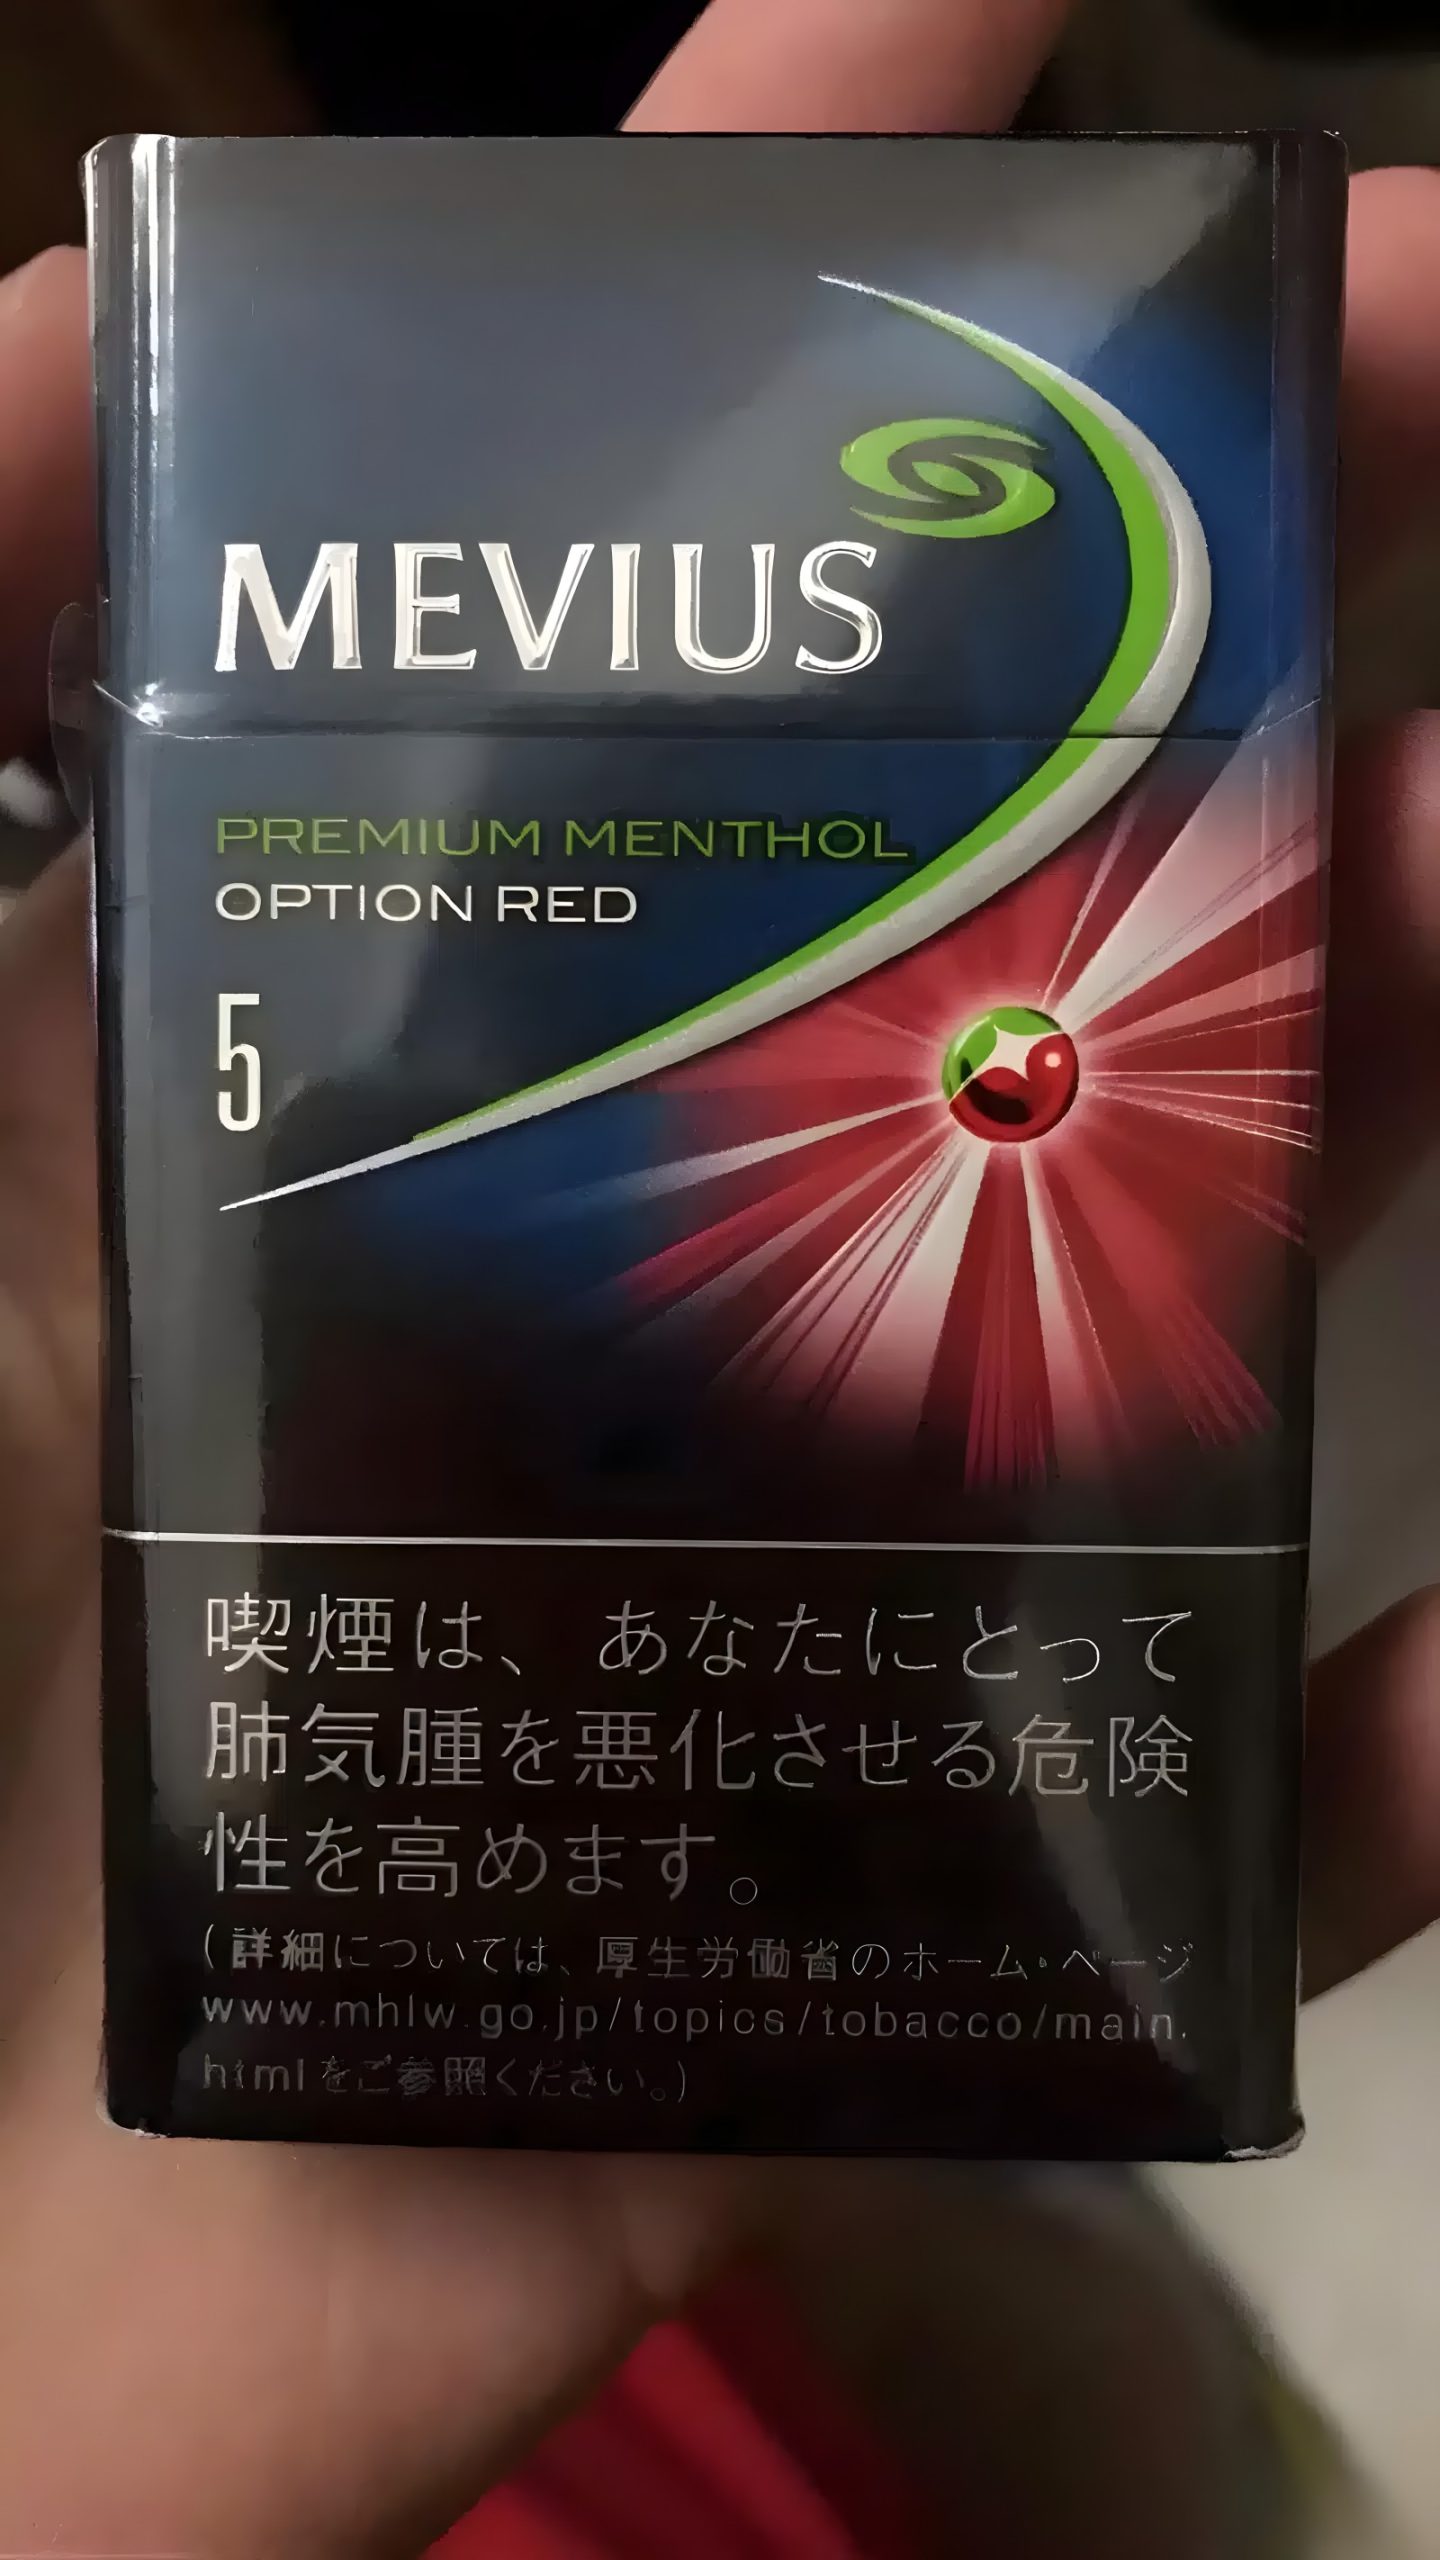 MEVIUS
PREMIUM MENTHOL
OPTION RED
5
喫煙は、あなたにとって
肺気腫を悪化させる危険
性を高めます。
(詳細については、厚生労働省のホーム・ページ
www.mhlw.go.jp/topics/tobacco/main.
htmlをご参照ください。)